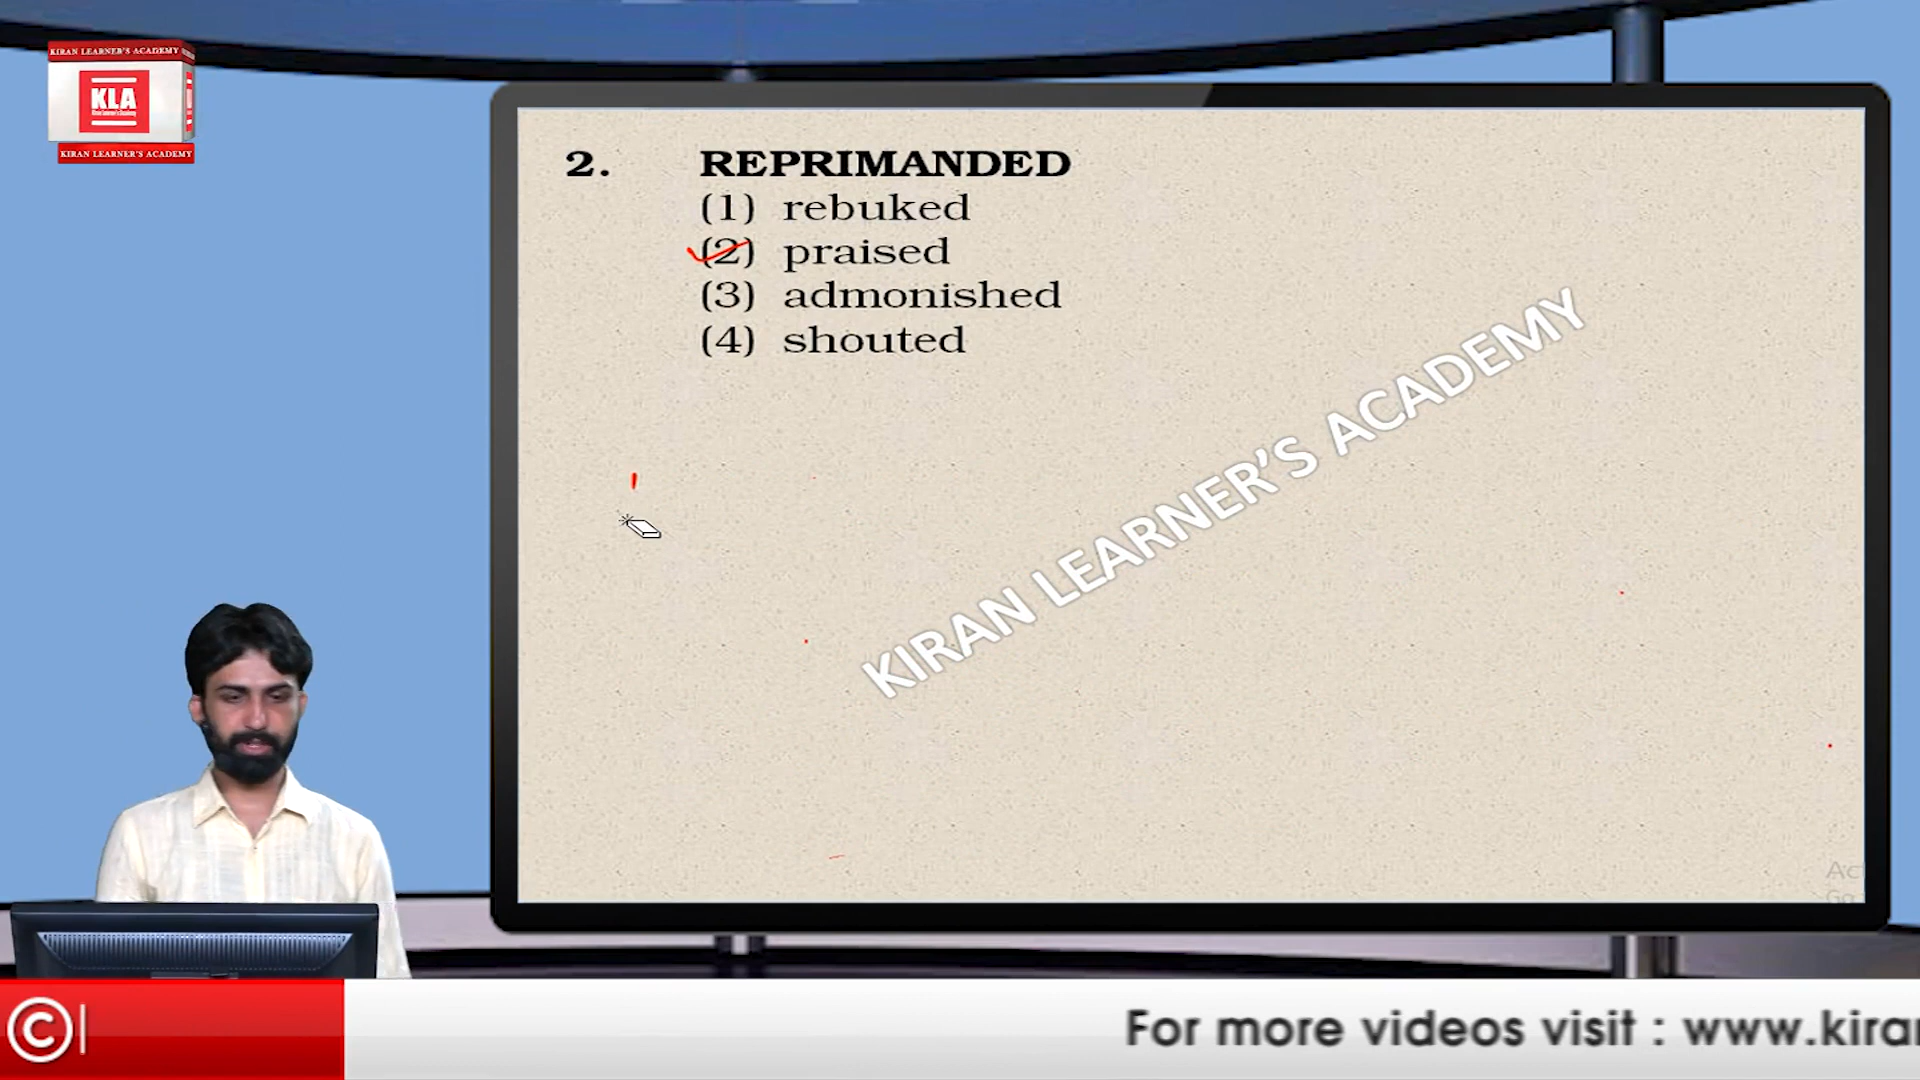 KIRAN LEARNER'S ACADEMY
KLA
KIRAN LEARNER'S ACADEMY
2. REPRIMANDED
(1) rebuked
(2) praised
(3) admonished
(4) shouted
KIRAN LEARNER'S ACADEMY
©
For more videos visit : www.kiran